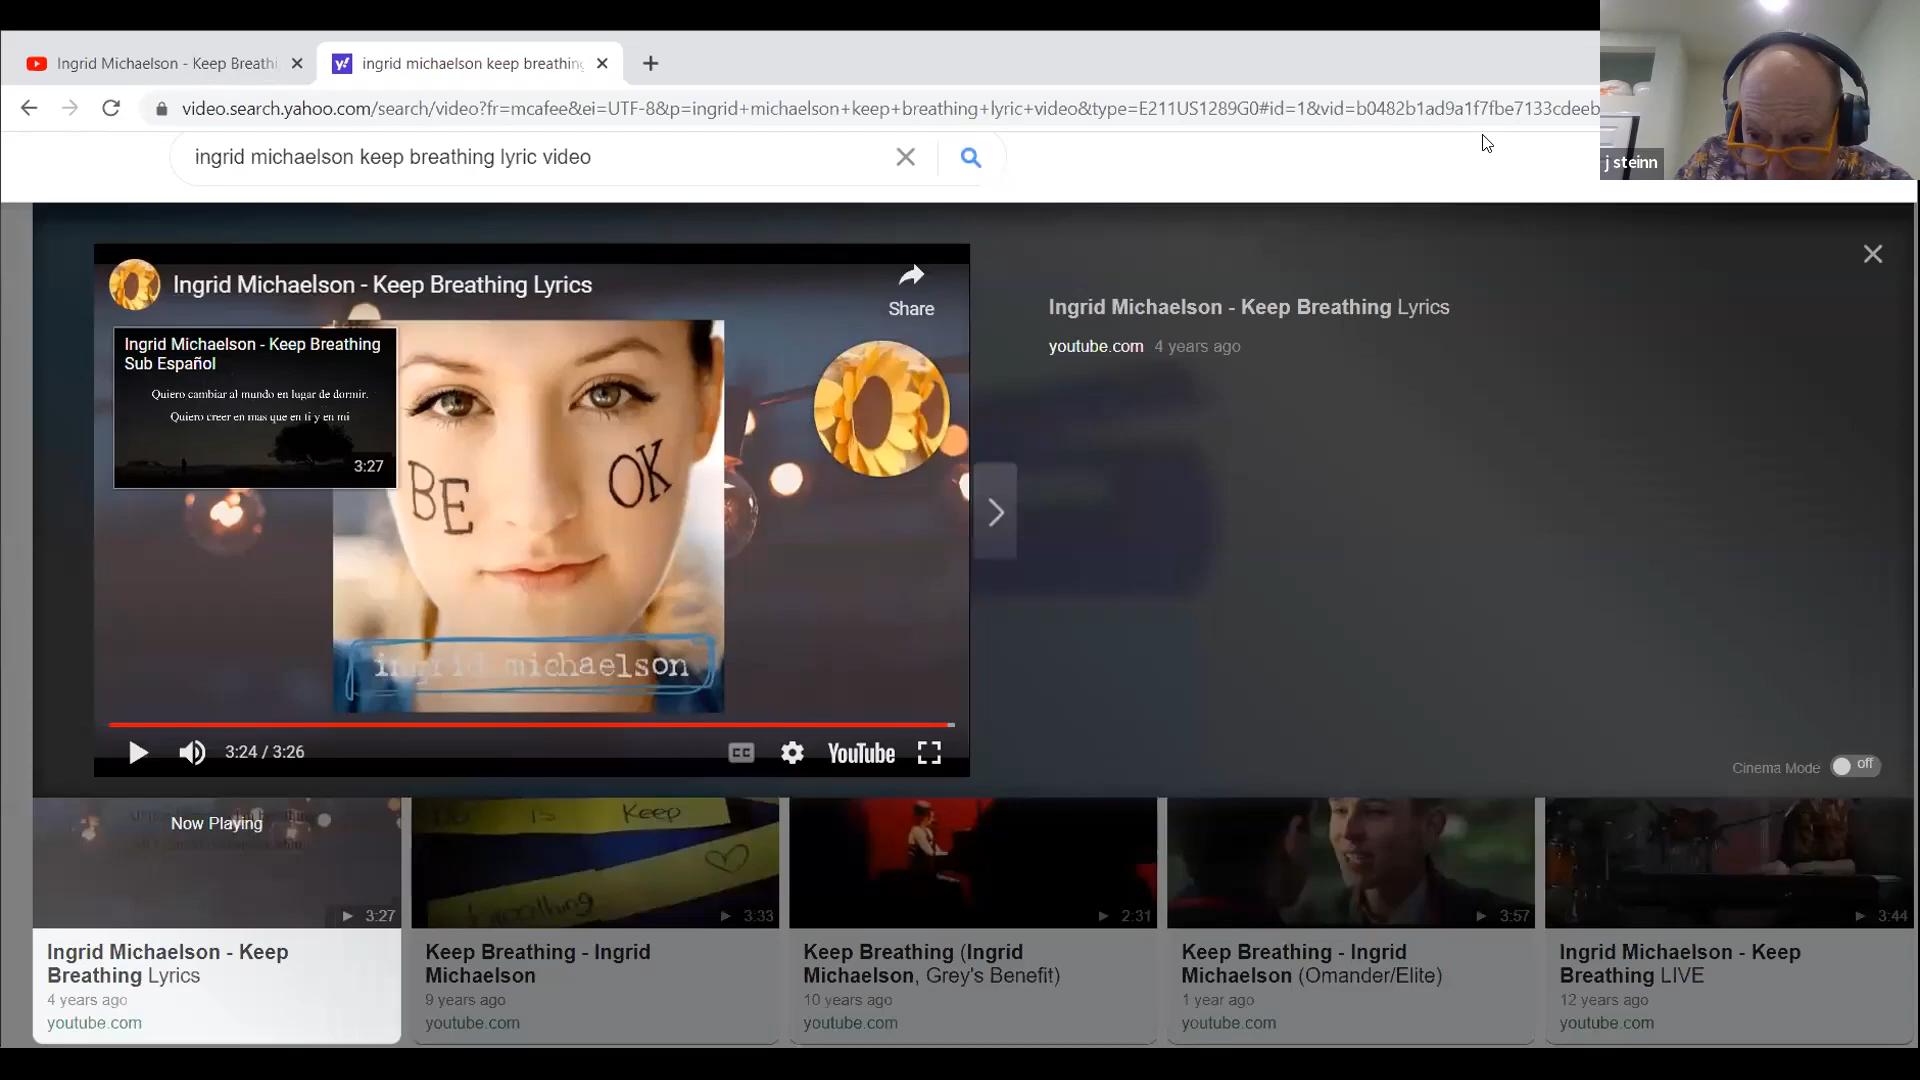 Ingrid Michaelson - Keep Breathi
ingrid michaelson keep breathing
video.search.yahoo.com/search/video?fr=mcafee&ei=UTF-8&p=ingrid+michaelson+keep+breathing+lyric+video&type=E211US1289G0#id=1&vid=b0482b1ad9a1f7fbe7133cdeeb
j steinn
ingrid michaelson keep breathing lyric video
Ingrid Michaelson - Keep Breathing Lyrics
Share
Ingrid Michaelson - Keep Breathing
Sub Español
Quiero cambiar al mundo en lugar de dormir.
Quiero creer en mas que en ti y en mi
3:27
BE OK
ingrid michaelson
3:24 / 3:26
CC
YouTube
Ingrid Michaelson - Keep Breathing Lyrics
youtube.com 4 years ago
Cinema Mode off
Now Playing
3:27
Ingrid Michaelson - Keep
Breathing Lyrics
4 years ago
youtube.com
is Keep
breathing
3:33
Keep Breathing - Ingrid
Michaelson
9 years ago
youtube.com
2:31
Keep Breathing (Ingrid
Michaelson, Grey's Benefit)
10 years ago
youtube.com
3:57
Keep Breathing - Ingrid
Michaelson (Omander/Elite)
1 year ago
youtube.com
3:44
Ingrid Michaelson - Keep
Breathing LIVE
12 years ago
youtube.com